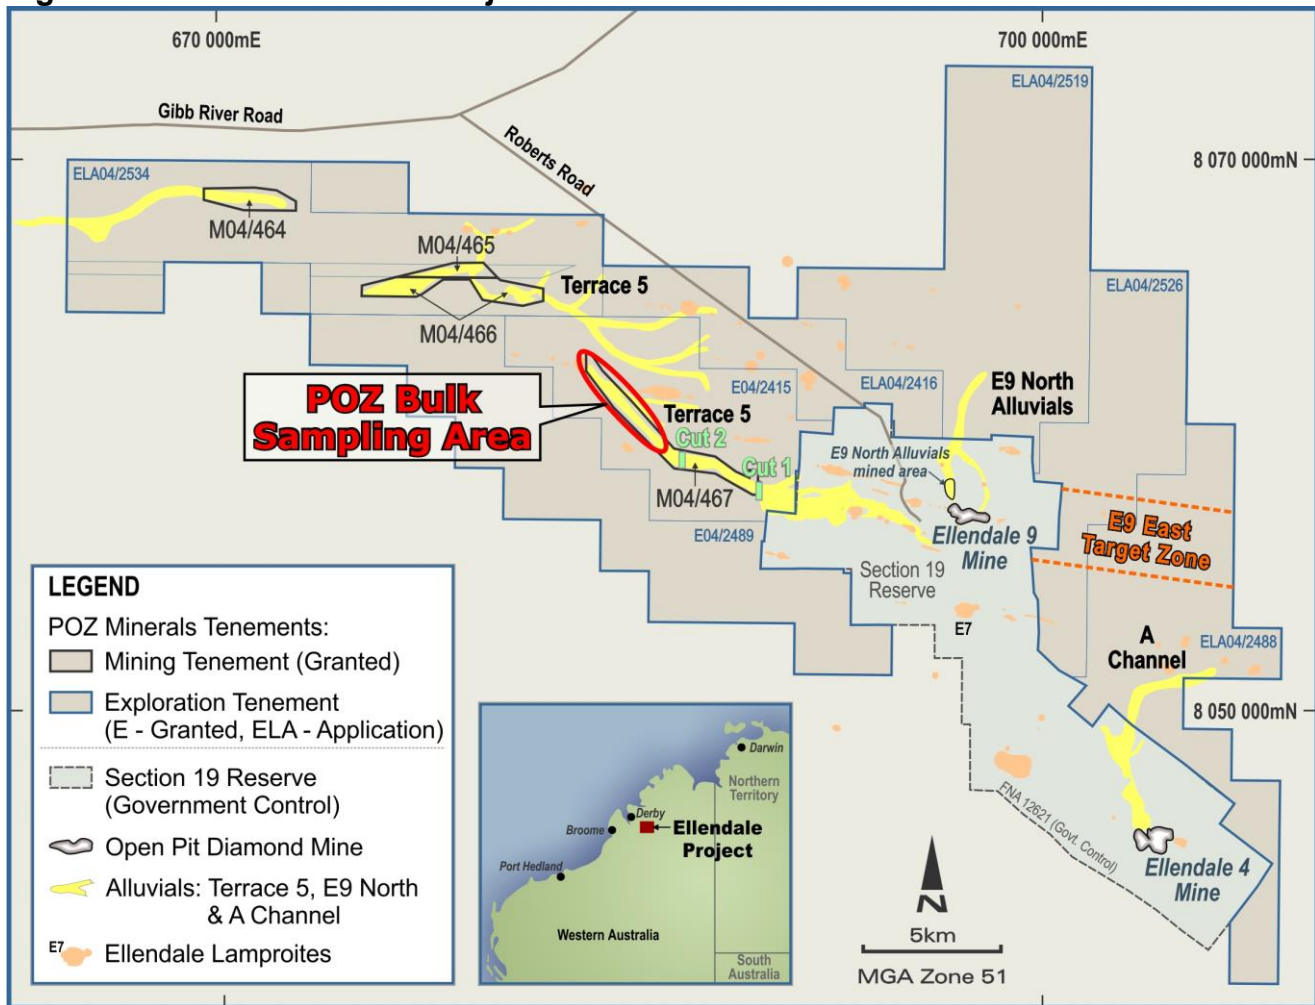 670 000mE
700 000mE
ELA04/2519
Gibb River Road
Roberts Road
8 070 000mN
ELA04/2534
M04/464
M04/465
Terrace 5
ELA04/2526
M04/466
E04/2415
ELA04/2416
E9 North
Alluvials
POZ Bulk
Sampling Area
Terrace 5
Cut 2
E9 North Alluvials
mined area
Cut 1
M04/467
E9 East
Target Zone
E04/2489
Ellendale 9
Mine
Section 19
Reserve
E7
A
Channel
ELA04/2488
8 050 000mN
FNA 12621 (Govt. Control)
Ellendale 4
Mine
LEGEND
POZ Minerals Tenements:
Mining Tenement (Granted)
Exploration Tenement
(E - Granted, ELA - Application)
Section 19 Reserve
(Government Control)
Open Pit Diamond Mine
Alluvials: Terrace 5, E9 North
& A Channel
E7
Ellendale Lamproites
Darwin
Northern
Territory
Derby
Broome
Ellendale
Project
Port Hedland
Western Australia
South
Australia
N
5km
MGA Zone 51